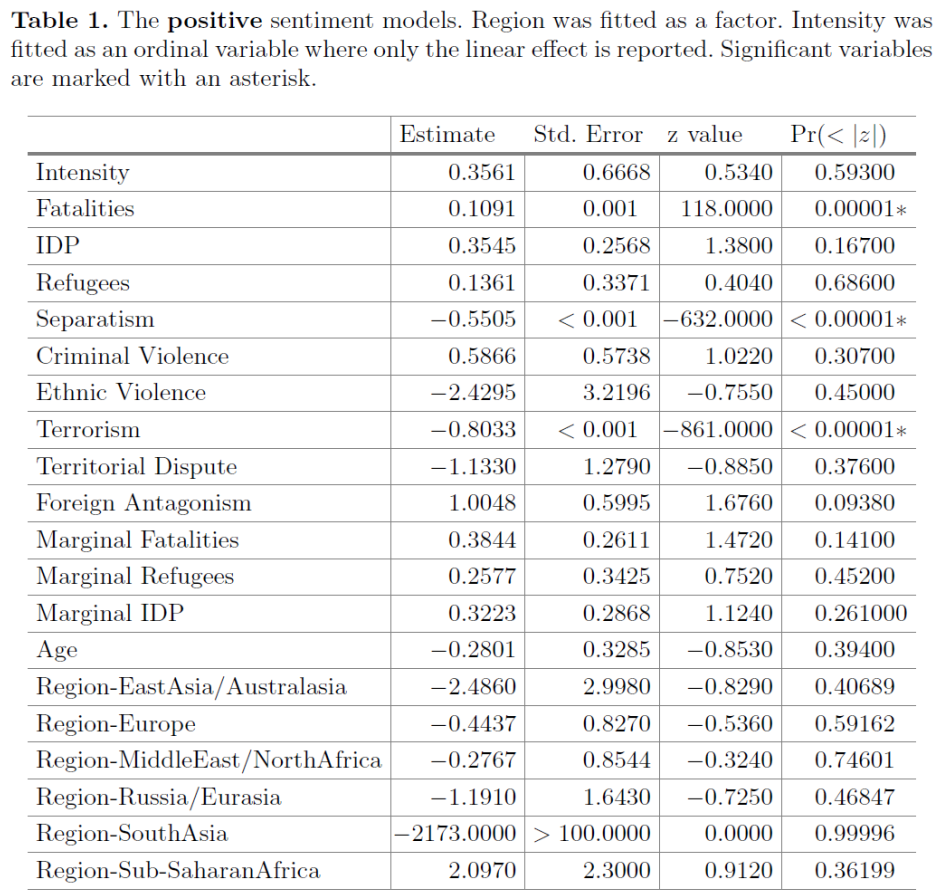 Table 1. The positive sentiment models. Region was fitted as a factor. Intensity was
fitted as an ordinal variable where only the linear effect is reported. Significant variables
are marked with an asterisk.
Estimate Std. Error z value Pr(< |z|)
Intensity 0.3561 0.6668 0.5340 0.59300
Fatalities 0.1091 0.001 118.0000 0.00001∗
IDP 0.3545 0.2568 1.3800 0.16700
Refugees 0.1361 0.3371 0.4040 0.68600
Separatism −0.5505 < 0.001 −632.0000 < 0.00001∗
Criminal Violence 0.5866 0.5738 1.0220 0.30700
Ethnic Violence −2.4295 3.2196 −0.7550 0.45000
Terrorism −0.8033 < 0.001 −861.0000 < 0.00001∗
Territorial Dispute −1.1330 1.2790 −0.8850 0.37600
Foreign Antagonism 1.0048 0.5995 1.6760 0.09380
Marginal Fatalities 0.3844 0.2611 1.4720 0.14100
Marginal Refugees 0.2577 0.3425 0.7520 0.45200
Marginal IDP 0.3223 0.2868 1.1240 0.261000
Age −0.2801 0.3285 −0.8530 0.39400
Region-EastAsia/Australasia −2.4860 2.9980 −0.8290 0.40689
Region-Europe −0.4437 0.8270 −0.5360 0.59162
Region-MiddleEast/NorthAfrica −0.2767 0.8544 −0.3240 0.74601
Region-Russia/Eurasia −1.1910 1.6430 −0.7250 0.46847
Region-SouthAsia −2173.0000 > 100.0000 0.0000 0.99996
Region-Sub-SaharanAfrica 2.0970 2.3000 0.9120 0.36199